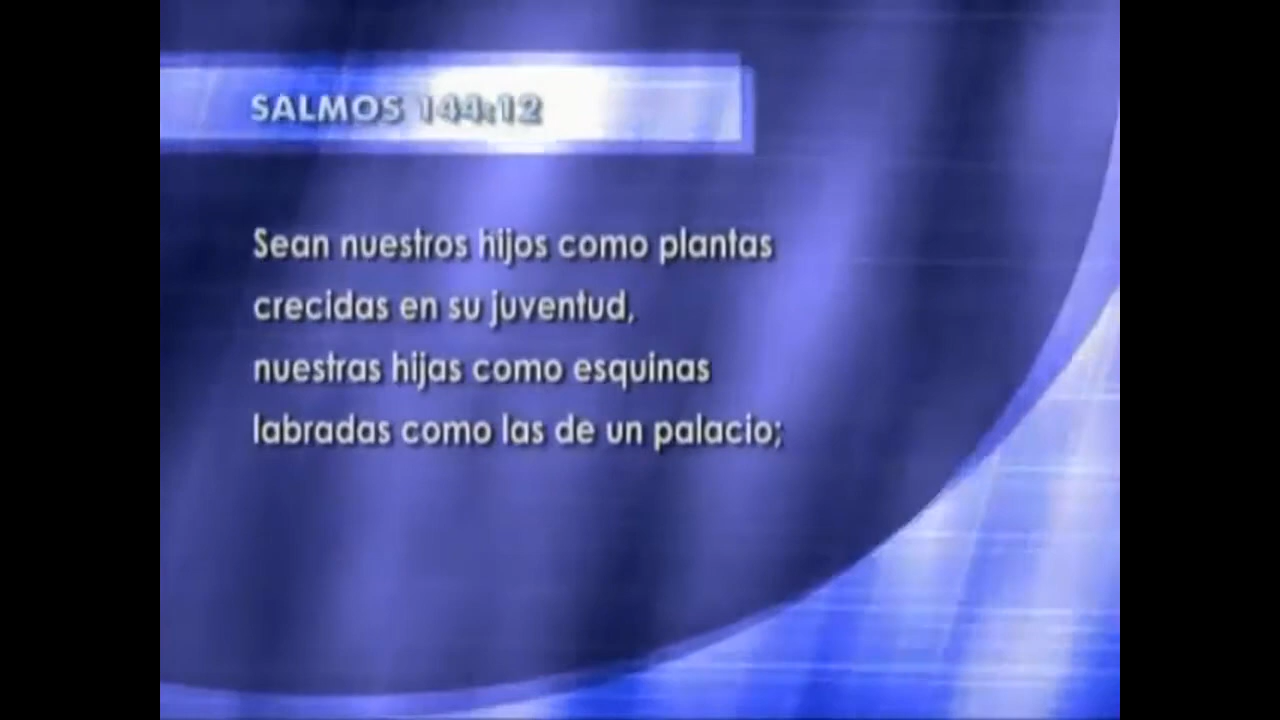 SALMOS 144:12
Sean nuestros hijos como plantas
crecidas en su juventud,
nuestras hijas como esquinas
labradas como las de un palacio;